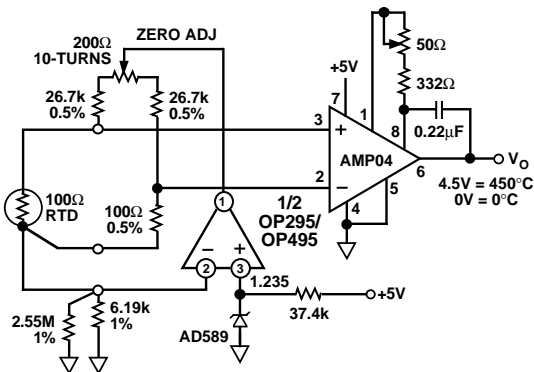 ZERO ADJ
200Ω
10-TURNS
50Ω
+5V
332Ω
26.7k
0.5%
26.7k
0.5%
7
1
8
0.22µF
3
+
AMP04
6
VO
4.5V = 450°C
0V = 0°C
2
−
5
4
100Ω
RTD
100Ω
0.5%
1
1/2
OP295/
OP495
−
+
2
3
1.235
+5V
37.4k
2.55M
1%
6.19k
1%
AD589